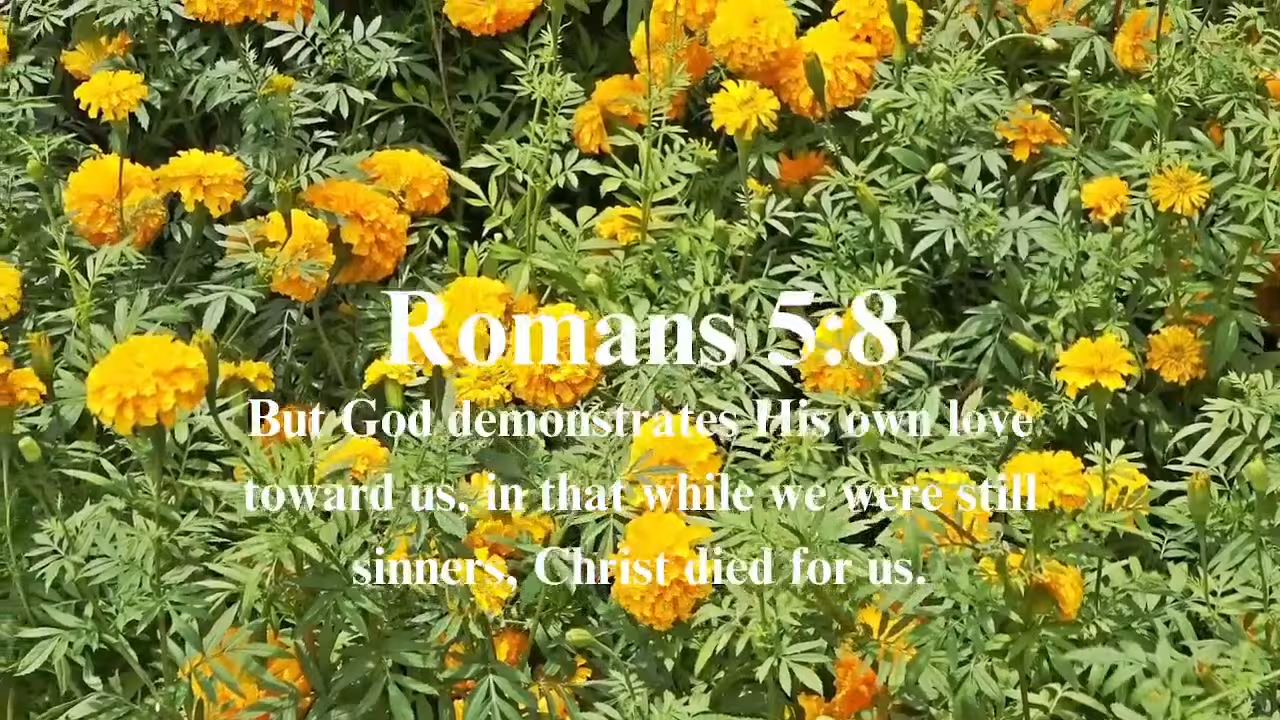 Romans 5:8
But God demonstrates His own love
toward us, in that while we were still
sinners, Christ died for us.